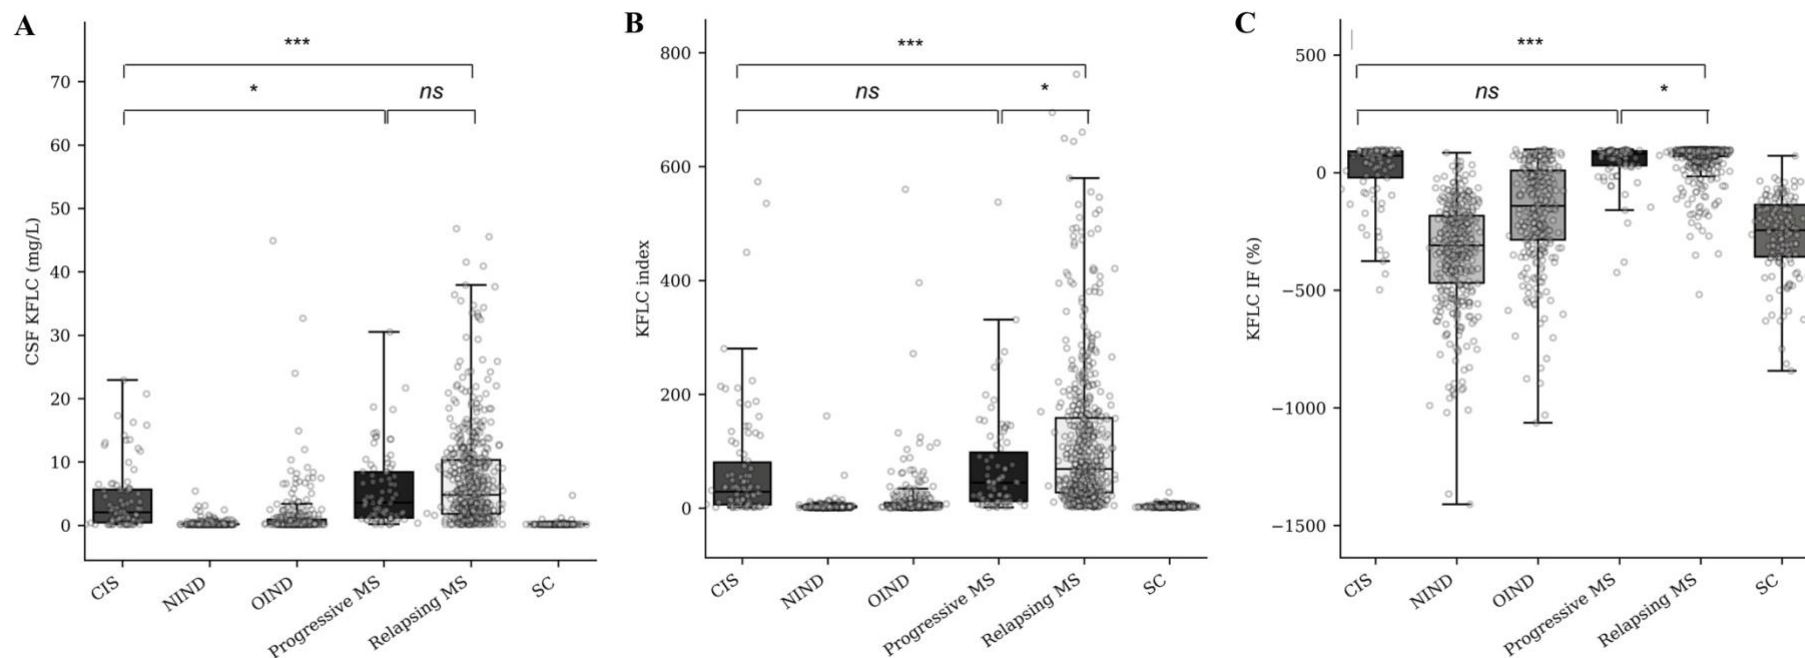 A
CSF KFLC (mg/L)
70
60
50
40
30
20
10
0
***
*
ns
CIS
NIND
OIND
Progressive MS
Relapsing MS
SC
B
KFLC index
800
600
400
200
0
***
ns
*
CIS
NIND
OIND
Progressive MS
Relapsing MS
SC
C
KFLC IF (%)
500
0
−500
−1000
−1500
***
ns
*
CIS
NIND
OIND
Progressive MS
Relapsing MS
SC